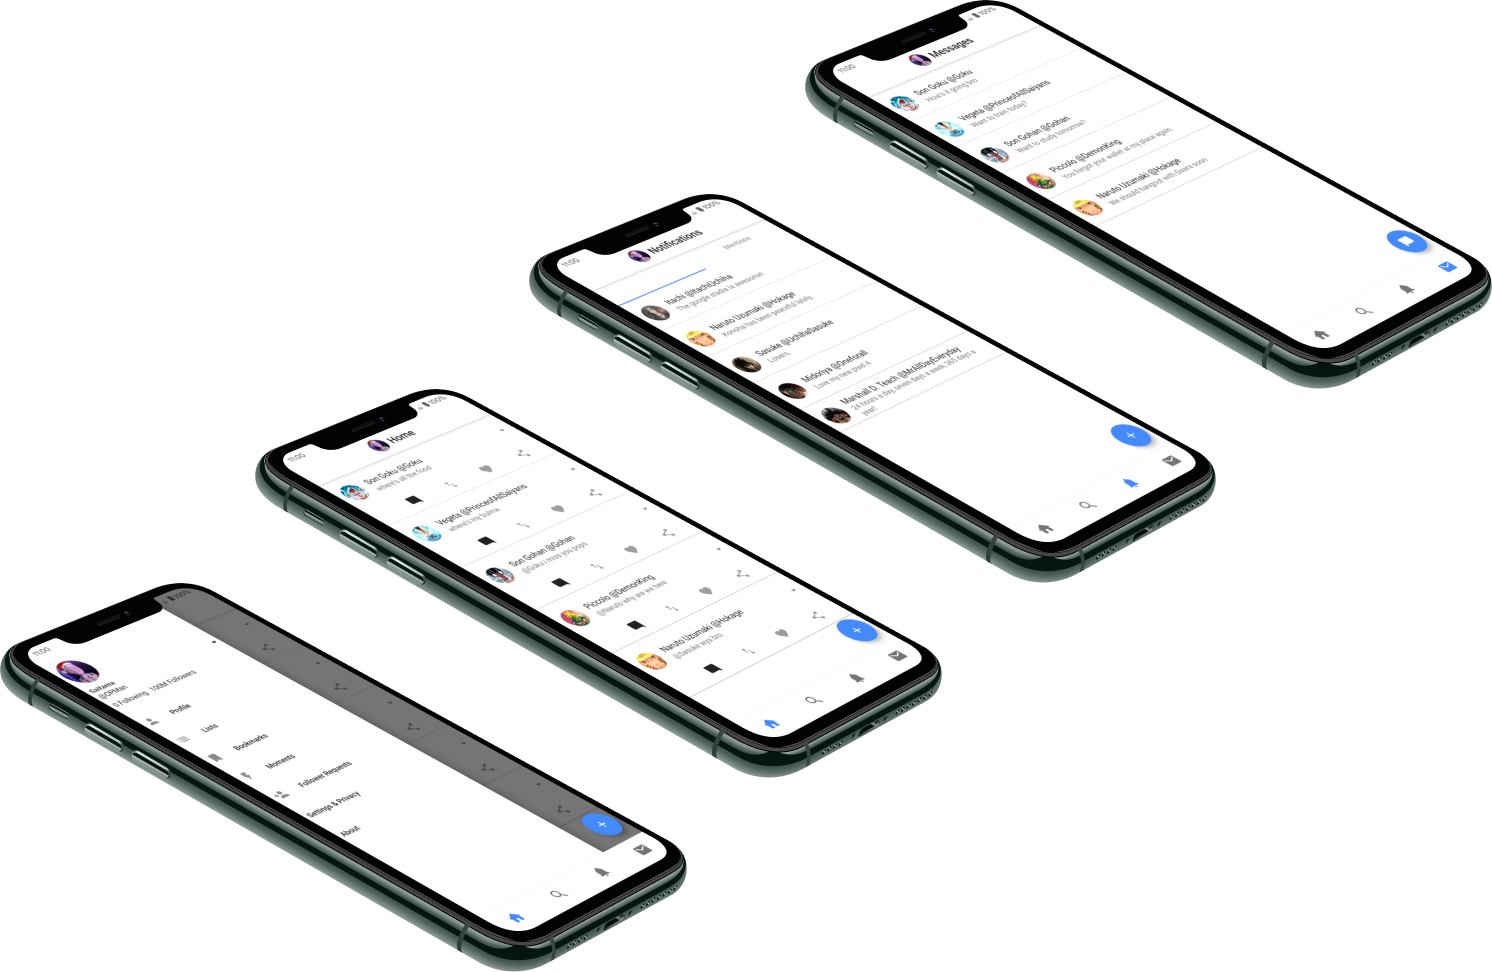 11:00
100%
Messages
Son Goku @Goku
How's it going bro
Vegeta @PrinceofAllSaiyans
Want to train today?
Son Gohan @Gohan
Want to study tomorrow?
Piccolo @DemonKing
You forgot your wallet at my place again.
Naruto Uzumaki @Hokage
We should hangout with Gaara soon
11:00
100%
Notifications
Mentions
Itachi @ItachiUchiha
The google stadia is awesome!
Naruto Uzumaki @Hokage
Konoha has been peaceful lately.
Sasuke @UchihaSasuke
Losers.
Midoriya @Oneforall
Love my new pixel 4
Marshall D. Teach @MrAllDayEveryday
24 hours a day, seven days a week, 365 days a
year!
11:00
100%
Home
Son Goku @Goku
where's all the food
Vegeta @PrinceofAllSaiyans
where's my bulma
Son Gohan @Gohan
@Goku i miss you pops
Piccolo @DemonKing
@Naruto why are we here
Naruto Uzumaki @Hokage
@Sasuke wya bro
11:00
100%
Saitama
@OPMan
0 Following 100M Followers
Profile
Lists
Bookmarks
Moments
Follower Requests
Settings & Privacy
About